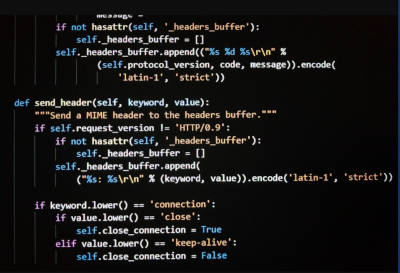 message =
if not hasattr(self, '_headers_buffer'):
self._headers_buffer = []
self._headers_buffer.append(("%s %d %s\r\n" %
(self.protocol_version, code, message)).encode(
'latin-1', 'strict'))
def send_header(self, keyword, value):
"""Send a MIME header to the headers buffer."""
if self.request_version != 'HTTP/0.9':
if not hasattr(self, '_headers_buffer'):
self._headers_buffer = []
self._headers_buffer.append(
("%s: %s\r\n" % (keyword, value)).encode('latin-1', 'strict'))
if keyword.lower() == 'connection':
if value.lower() == 'close':
self.close_connection = True
elif value.lower() == 'keep-alive':
self.close_connection = False